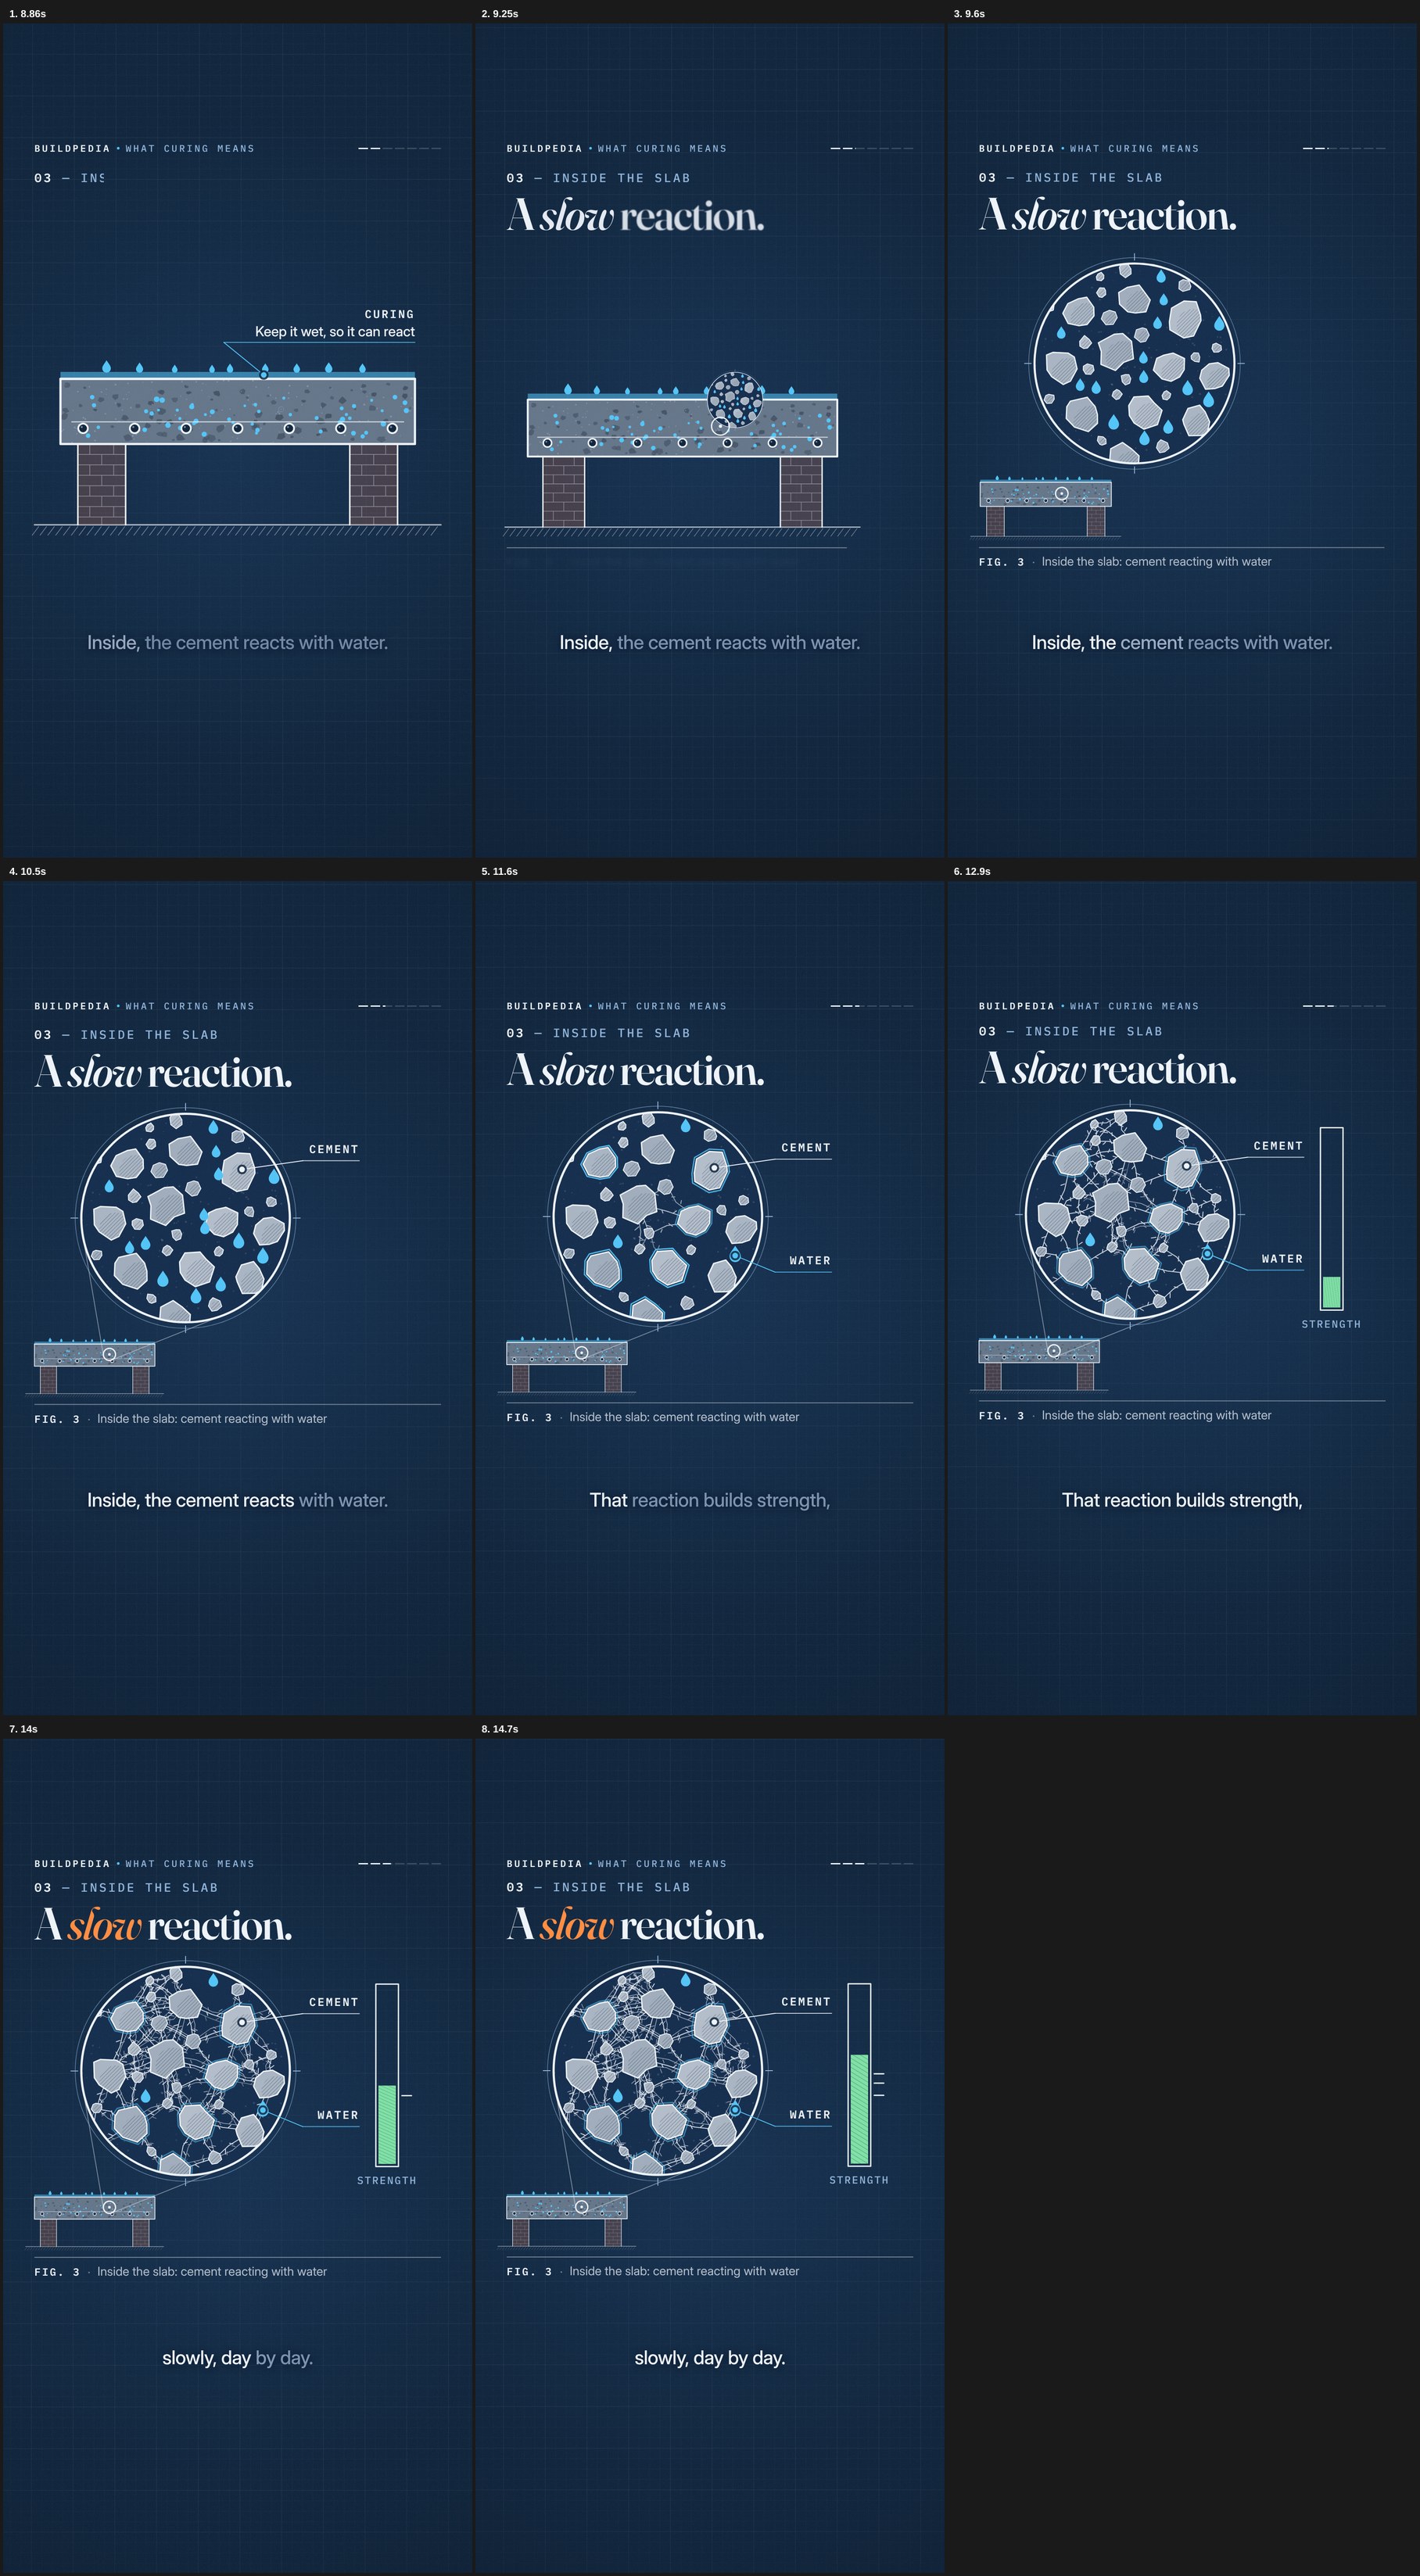 1. 8.86s
BUILDPEDIA • WHAT CURING MEANS
03 — INS
CURING
Keep it wet, so it can react
Inside, the cement reacts with water.
2. 9.25s
BUILDPEDIA • WHAT CURING MEANS
03 — INSIDE THE SLAB
A slow reaction.
Inside, the cement reacts with water.
3. 9.6s
BUILDPEDIA • WHAT CURING MEANS
03 — INSIDE THE SLAB
A slow reaction.
FIG. 3 · Inside the slab: cement reacting with water
Inside, the cement reacts with water.
4. 10.5s
BUILDPEDIA • WHAT CURING MEANS
03 — INSIDE THE SLAB
A slow reaction.
CEMENT
FIG. 3 · Inside the slab: cement reacting with water
Inside, the cement reacts with water.
5. 11.6s
BUILDPEDIA • WHAT CURING MEANS
03 — INSIDE THE SLAB
A slow reaction.
CEMENT
WATER
FIG. 3 · Inside the slab: cement reacting with water
That reaction builds strength,
6. 12.9s
BUILDPEDIA • WHAT CURING MEANS
03 — INSIDE THE SLAB
A slow reaction.
CEMENT
WATER
STRENGTH
FIG. 3 · Inside the slab: cement reacting with water
That reaction builds strength,
7. 14s
BUILDPEDIA • WHAT CURING MEANS
03 — INSIDE THE SLAB
A slow reaction.
CEMENT
WATER
STRENGTH
FIG. 3 · Inside the slab: cement reacting with water
slowly, day by day.
8. 14.7s
BUILDPEDIA • WHAT CURING MEANS
03 — INSIDE THE SLAB
A slow reaction.
CEMENT
WATER
STRENGTH
FIG. 3 · Inside the slab: cement reacting with water
slowly, day by day.